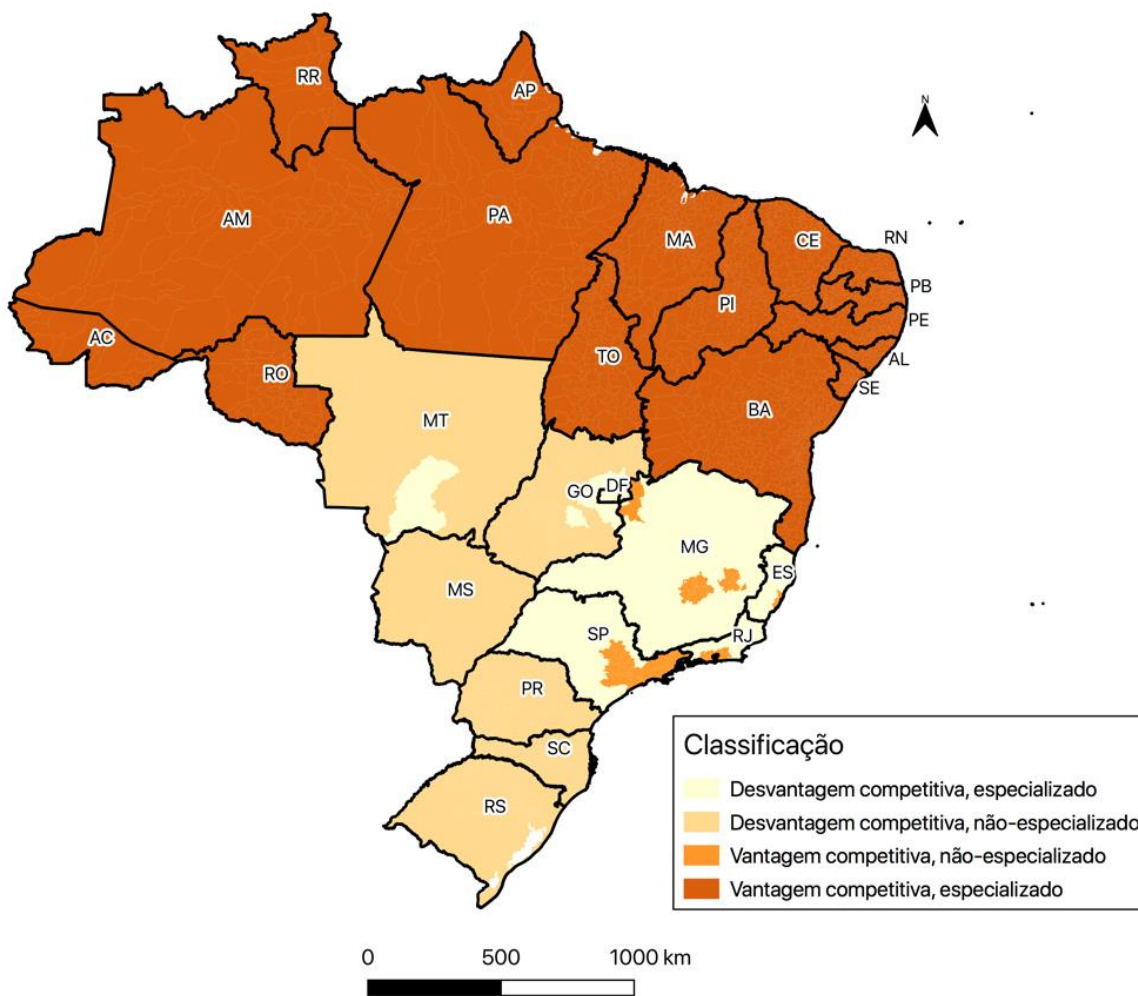 RR
AP
N
AM
PA
MA
CE
RN
PI
PB
PE
AC
RO
TO
AL
SE
BA
MT
GO
DF
MG
ES
MS
SP
RJ
PR
SC
RS
Classificação
Desvantagem competitiva, especializado
Desvantagem competitiva, não-especializado
Vantagem competitiva, não-especializado
Vantagem competitiva, especializado
0 500 1000 km